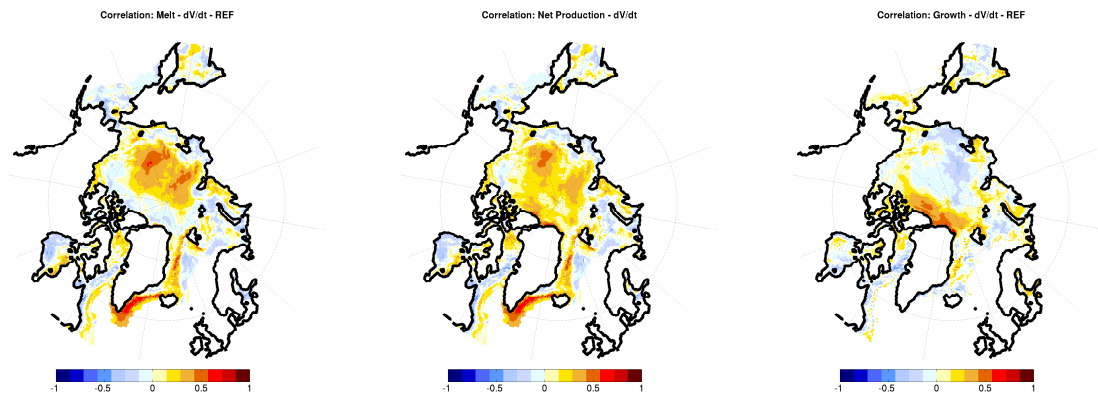 Correlation: Melt - dV/dt - REF
Correlation: Net Production - dV/dt
Correlation: Growth - dV/dt - REF
-1 -0.5 0 0.5 1
-1 -0.5 0 0.5 1
-1 -0.5 0 0.5 1